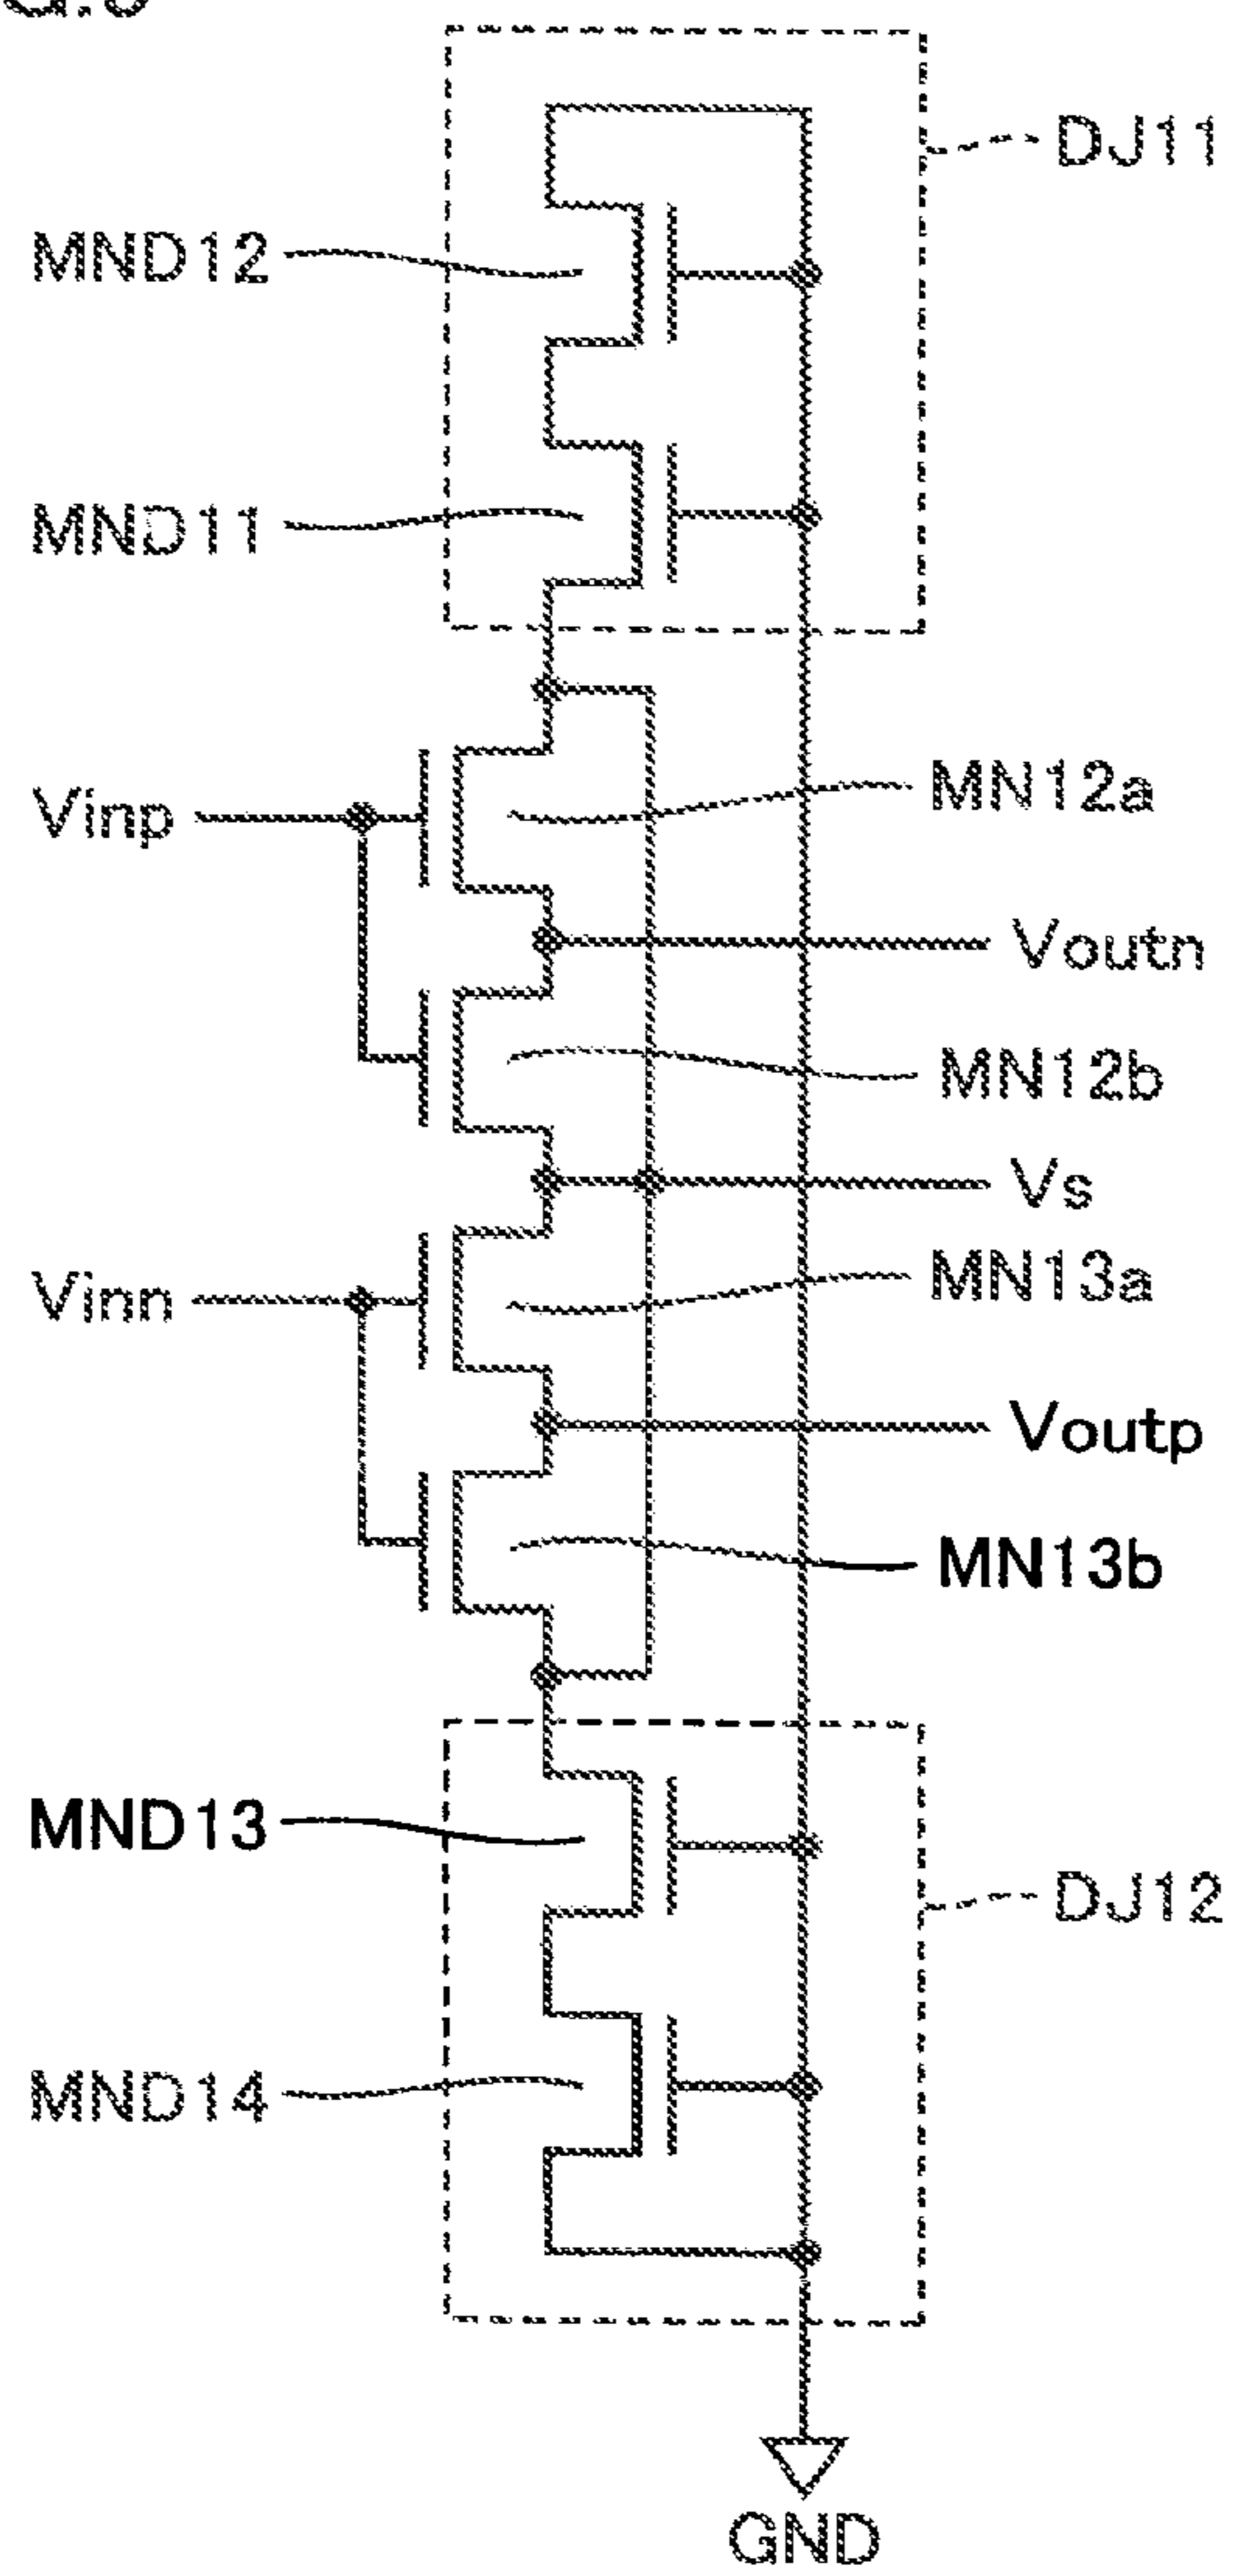 DJ11
MND12
MND11
MN12a
Vinp
Voutn
MN12b
Vs
MN13a
Vinn
Voutp
MN13b
MND13
DJ12
MND14
GND